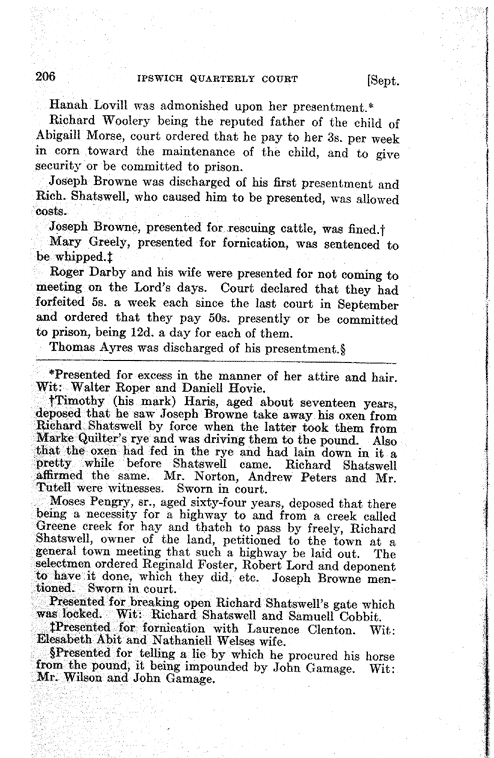 206 IPSWICH QUARTERLY COURT [Sept.
Hanah Lovill was admonished upon her presentment.*
Richard Woolery being the reputed father of the child of
Abigaill Morse, court ordered that he pay to her 3s. per week
in corn toward the maintenance of the child, and to give
security or be committed to prison.
Joseph Browne was discharged of his first presentment and
Rich. Shatswell, who caused him to be presented, was allowed
costs.
Joseph Browne, presented for rescuing cattle, was fined.†
Mary Greely, presented for fornication, was sentenced to
be whipped.‡
Roger Darby and his wife were presented for not coming to
meeting on the Lord's days. Court declared that they had
forfeited 5s. a week each since the last court in September
and ordered that they pay 50s. presently or be committed
to prison, being 12d. a day for each of them.
Thomas Ayres was discharged of his presentment.§
*Presented for excess in the manner of her attire and hair.
Wit: Walter Roper and Daniell Hovie.
†Timothy (his mark) Haris, aged about seventeen years,
deposed that he saw Joseph Browne take away his oxen from
Richard Shatswell by force when the latter took them from
Marke Quilter's rye and was driving them to the pound. Also
that the oxen had fed in the rye and had lain down in it a
pretty while before Shatswell came. Richard Shatswell
affirmed the same. Mr. Norton, Andrew Peters and Mr.
Tutell were witnesses. Sworn in court.
Moses Pengry, sr., aged sixty-four years, deposed that there
being a necessity for a highway to and from a creek called
Greene creek for hay and thatch to pass by freely, Richard
Shatswell, owner of the land, petitioned to the town at a
general town meeting that such a highway be laid out. The
selectmen ordered Reginald Foster, Robert Lord and deponent
to have it done, which they did, etc. Joseph Browne men-
tioned. Sworn in court.
Presented for breaking open Richard Shatswell's gate which
was locked. Wit: Richard Shatswell and Samuell Cobbit.
‡Presented for fornication with Laurence Clenton. Wit:
Elesabeth Abit and Nathaniell Welses wife.
§Presented for telling a lie by which he procured his horse
from the pound, it being impounded by John Gamage. Wit:
Mr. Wilson and John Gamage.